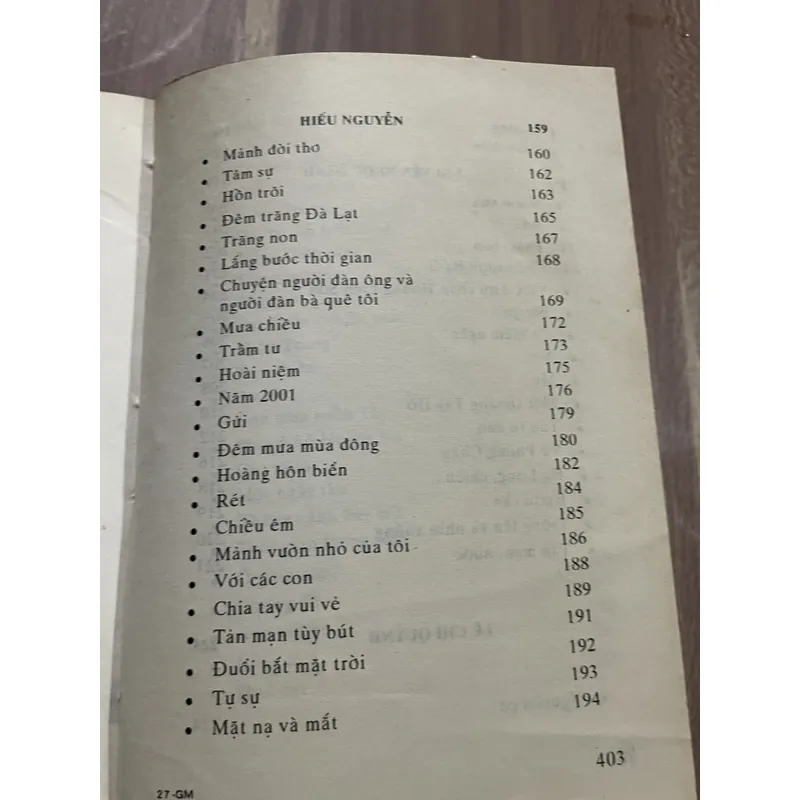 HIẾU NGUYỄN 159
• Mảnh đời thơ 160
• Tâm sự 162
• Hồn trôi 163
• Đêm trăng Đà Lạt 165
• Trăng non 167
• Lắng bước thời gian 168
• Chuyện người đàn ông và
người đàn bà quê tôi 169
• Mưa chiều 172
• Trầm tư 173
• Hoài niệm 175
• Năm 2001 176
• Gửi 179
• Đêm mưa mùa đông 180
• Hoàng hôn biển 182
• Rét 184
• Chiều êm 185
• Mảnh vườn nhỏ của tôi 186
• Với các con 188
• Chia tay vui vẻ 189
• Tản mạn tùy bút 191
• Đuổi bắt mặt trời 192
• Tự sự 193
• Mặt nạ và mắt 194
403
27-GM